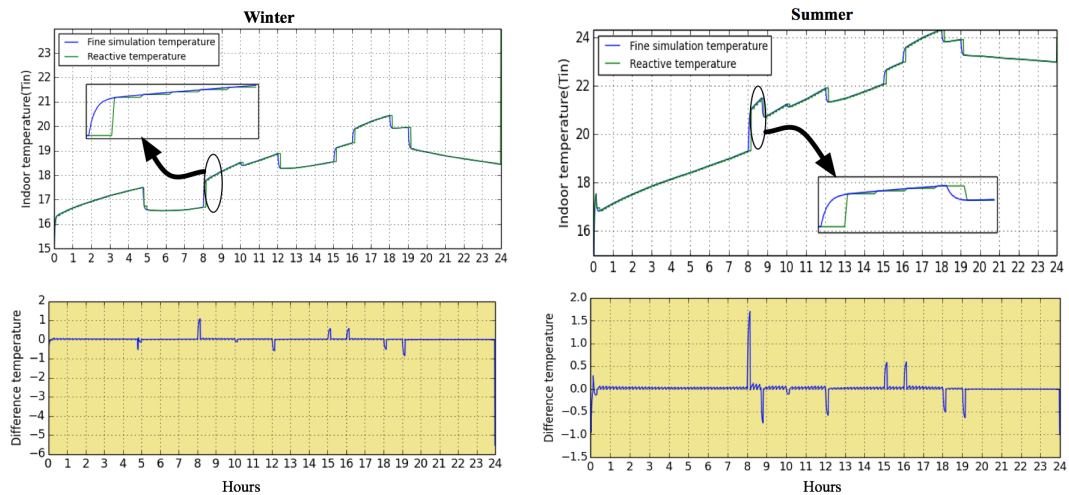 Winter
Fine simulation temperature
Reactive temperature
Indoor temperature(Tin)
24
23
22
21
20
19
18
17
16
15
0 1 2 3 4 5 6 7 8 9 10 11 12 13 14 15 16 17 18 19 20 21 22 23 24
Summer
Fine simulation temperature
Reactive temperature
Indoor temperature(Tin)
24
22
20
18
16
0 1 2 3 4 5 6 7 8 9 10 11 12 13 14 15 16 17 18 19 20 21 22 23 24
Difference temperature
2
1
0
−1
−2
−3
−4
−5
−6
0 1 2 3 4 5 6 7 8 9 10 11 12 13 14 15 16 17 18 19 20 21 22 23 24
Hours
Difference temperature
2.0
1.5
1.0
0.5
0.0
−0.5
−1.0
−1.5
0 1 2 3 4 5 6 7 8 9 10 11 12 13 14 15 16 17 18 19 20 21 22 23 24
Hours